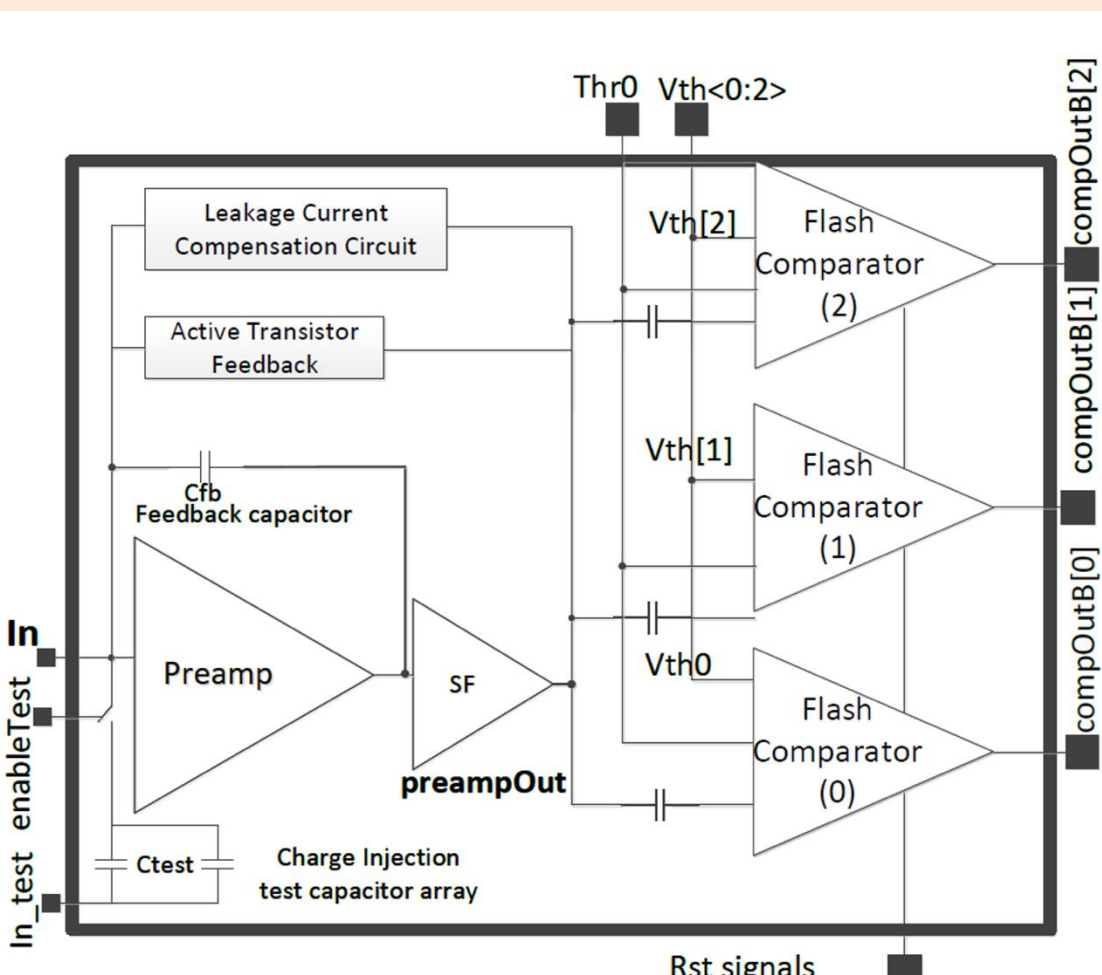 Thr0 Vth<0:2>
compOutB[2]
Leakage Current
Compensation Circuit
Vth[2]
Flash
Comparator
(2)
compOutB[1]
Active Transistor
Feedback
Vth[1]
Flash
Comparator
(1)
Cfb
Feedback capacitor
compOutB[0]
In
Preamp
SF
Vth0
Flash
Comparator
(0)
enableTest
preampOut
In_test
Ctest
Charge Injection
test capacitor array
Rst signals